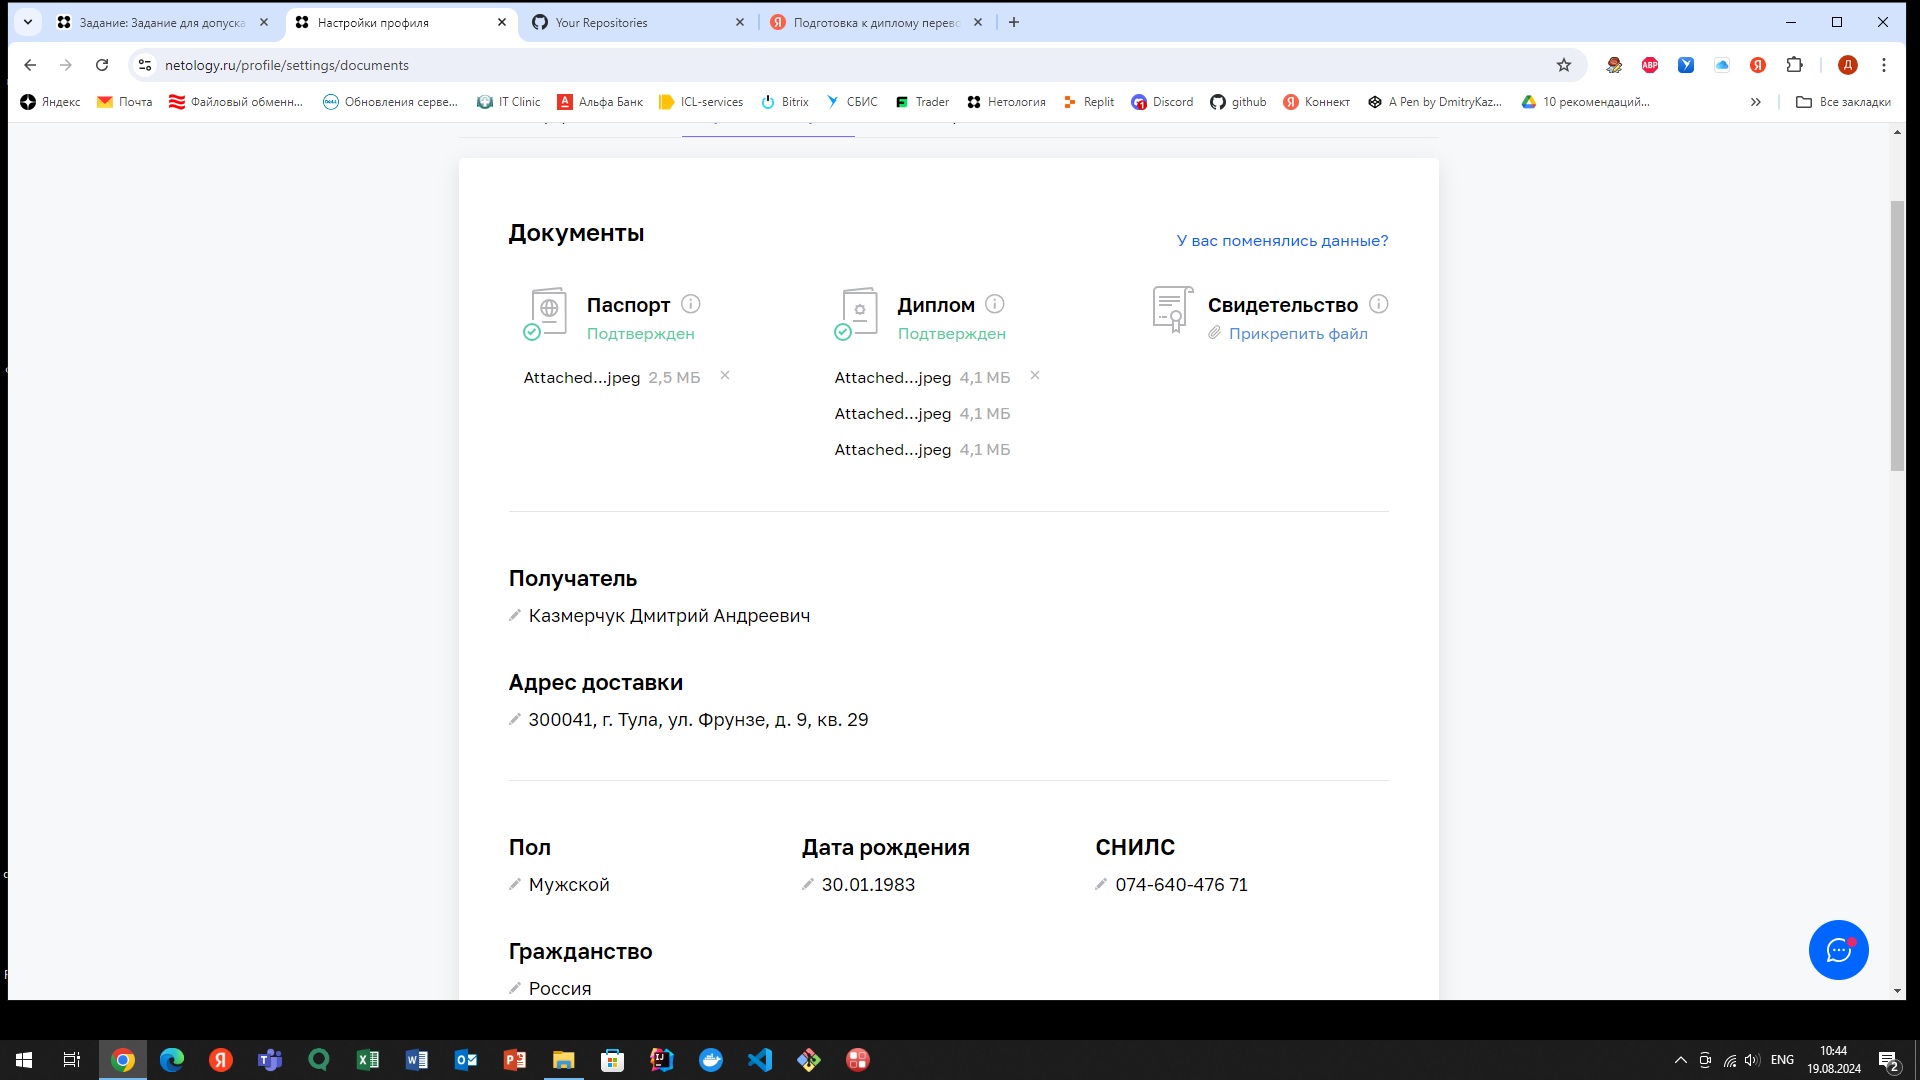 Задание: Задание для допуска
Настройки профиля
Your Repositories
Подготовка к диплому перево
netology.ru/profile/settings/documents
ABP
Д
Яндекс
Почта
Файловый обменн...
Обновления серве...
IT Clinic
Альфа Банк
ICL-services
Bitrix
СБИС
Trader
Нетология
Replit
Discord
github
Коннект
A Pen by DmitryKaz...
10 рекомендаций...
Все закладки
Документы
У вас поменялись данные?
Паспорт
Подтвержден
Attached...jpeg 2,5 МБ
Диплом
Подтвержден
Attached...jpeg 4,1 МБ
Attached...jpeg 4,1 МБ
Attached...jpeg 4,1 МБ
Свидетельство
Прикрепить файл
Получатель
Казмерчук Дмитрий Андреевич
Адрес доставки
300041, г. Тула, ул. Фрунзе, д. 9, кв. 29
Пол
Мужской
Дата рождения
30.01.1983
СНИЛС
074-640-476 71
Гражданство
Россия
ENG
10:44
19.08.2024
2